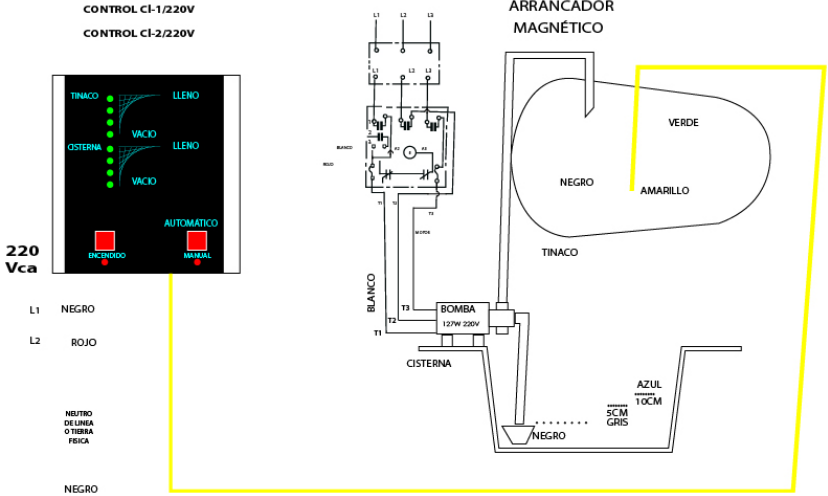 CONTROL Cl-1/220V
CONTROL Cl-2/220V
ARRANCADOR
MAGNÉTICO
L1
L2
L3
L1
L2
L3
TINACO
LLENO
VACIO
CISTERNA
LLENO
VACIO
AUTOMÁTICO
ENCENDIDO
MANUAL
220
Vca
L1
NEGRO
L2
ROJO
NEUTRO
DE LINEA
O TIERRA
FISICA
NEGRO
BLANCO
ROJO
A2
T1
T2
T3
MOTOR
BLANCO
T3
T2
T1
BOMBA
127W 220V
CISTERNA
VERDE
NEGRO
AMARILLO
TINACO
AZUL
10CM
5CM
GRIS
NEGRO